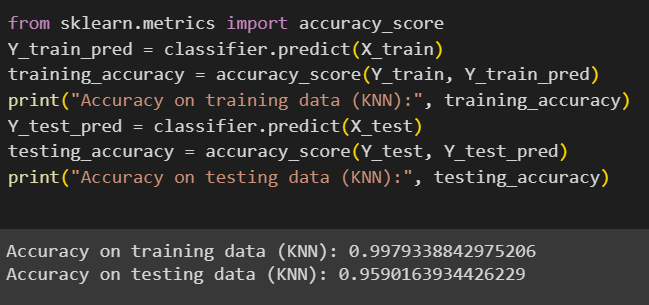 from sklearn.metrics import accuracy_score
Y_train_pred = classifier.predict(X_train)
training_accuracy = accuracy_score(Y_train, Y_train_pred)
print("Accuracy on training data (KNN):", training_accuracy)
Y_test_pred = classifier.predict(X_test)
testing_accuracy = accuracy_score(Y_test, Y_test_pred)
print("Accuracy on testing data (KNN):", testing_accuracy)
Accuracy on training data (KNN): 0.9979338842975206
Accuracy on testing data (KNN): 0.9590163934426229